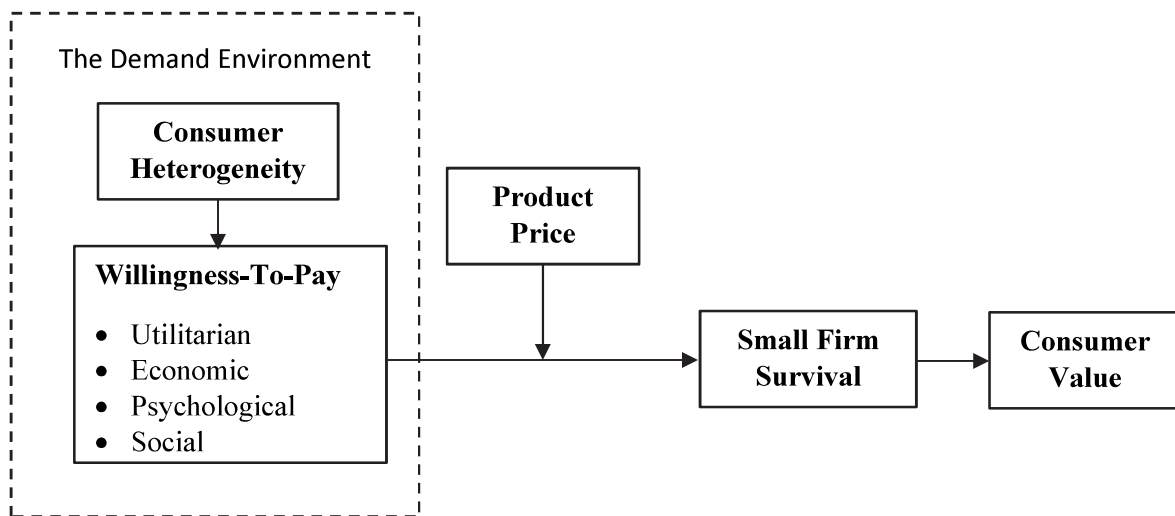 The Demand Environment
Consumer
Heterogeneity
Willingness-To-Pay
• Utilitarian
• Economic
• Psychological
• Social
Product
Price
Small Firm
Survival
Consumer
Value